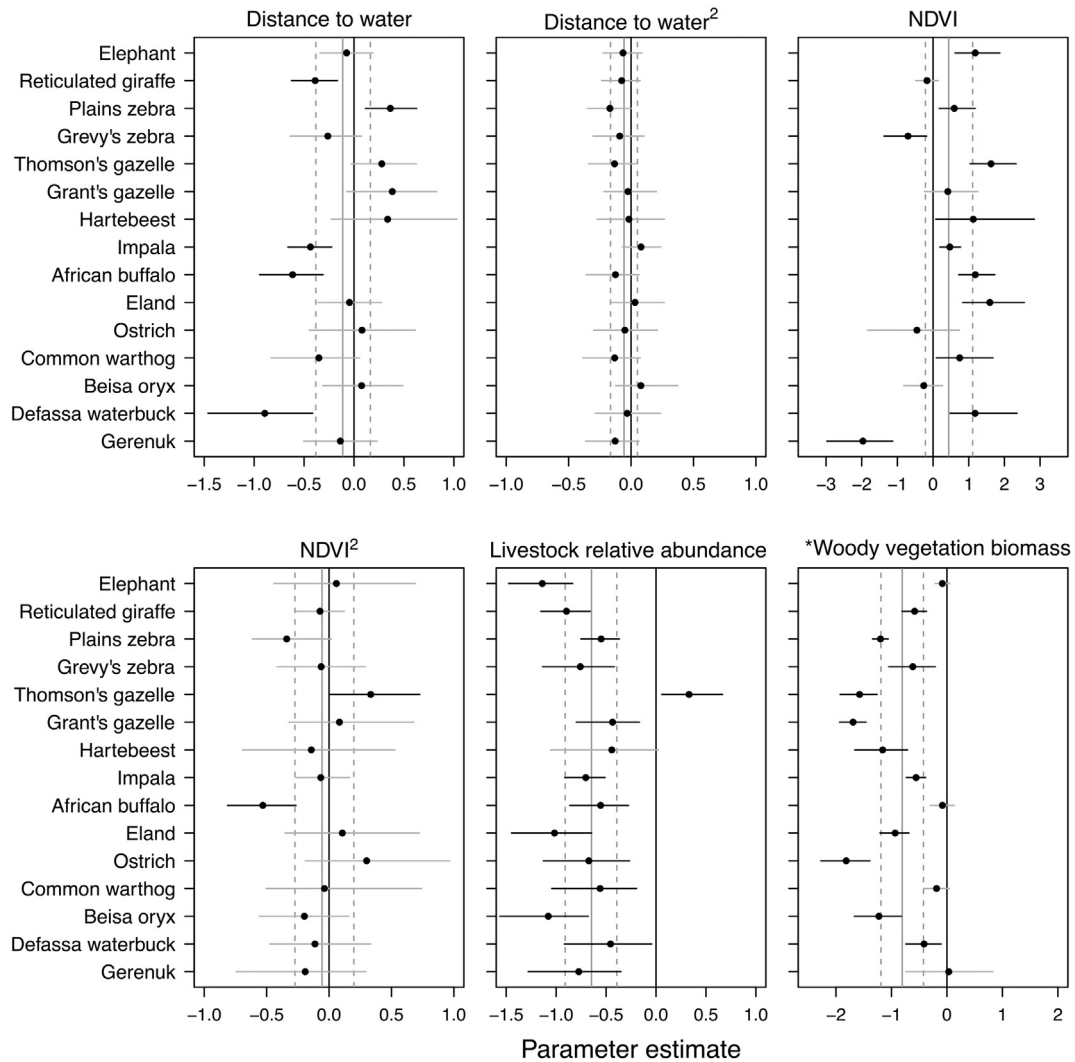 Distance to water
Distance to water²
NDVI
Elephant
Reticulated giraffe
Plains zebra
Grevy's zebra
Thomson's gazelle
Grant's gazelle
Hartebeest
Impala
African buffalo
Eland
Ostrich
Common warthog
Beisa oryx
Defassa waterbuck
Gerenuk
−1.5 −1.0 −0.5 0.0 0.5 1.0
−1.0 −0.5 0.0 0.5 1.0
−3 −2 −1 0 1 2 3
NDVI²
Livestock relative abundance
*Woody vegetation biomass
Elephant
Reticulated giraffe
Plains zebra
Grevy's zebra
Thomson's gazelle
Grant's gazelle
Hartebeest
Impala
African buffalo
Eland
Ostrich
Common warthog
Beisa oryx
Defassa waterbuck
Gerenuk
−1.0 −0.5 0.0 0.5 1.0
−1.5 −1.0 −0.5 0.0 0.5 1.0
−2 −1 0 1 2
Parameter estimate